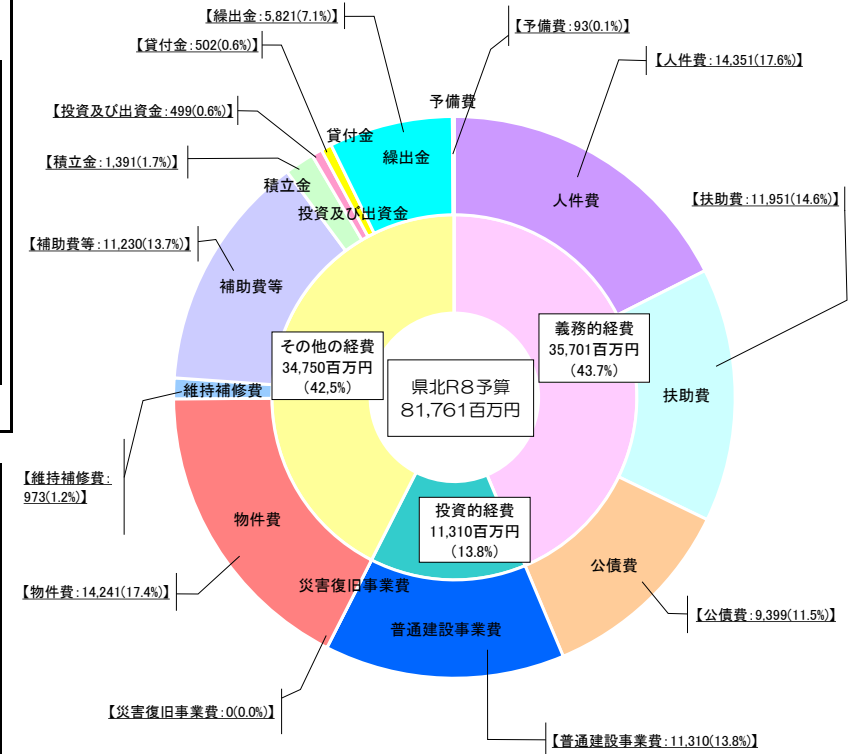 【繰出金:5,821(7.1%)】
【予備費:93(0.1%)】
【貸付金:502(0.6%)】
【人件費:14,351(17.6%)】
【投資及び出資金:499(0.6%)】
予備費
貸付金
繰出金
【積立金:1,391(1.7%)】
積立金
人件費
【扶助費:11,951(14.6%)】
投資及び出資金
【補助費等:11,230(13.7%)】
補助費等
その他の経費
34,750百万円
(42,5%)
義務的経費
35,701百万円
(43.7%)
県北R8予算
81,761百万円
維持補修費
扶助費
【維持補修費:
973(1.2%】
投資的経費
11,310百万円
(13.8%)
物件費
公債費
災害復旧事業費
【物件費:14,241(17.4%)】
普通建設事業費
【公債費:9,399(11.5%)】
【災害復旧事業費:0(0.0%)】
【普通建設事業費:11,310(13.8%)】